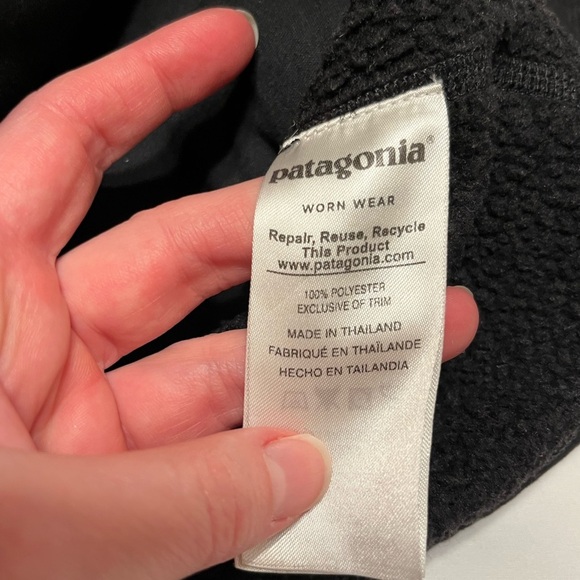 patagonia®
WORN WEAR
Repair, Reuse, Recycle
This Product
www.patagonia.com
100% POLYESTER
EXCLUSIVE OF TRIM
MADE IN THAILAND
FABRIQUÉ EN THAÏLANDE
HECHO EN TAILANDIA